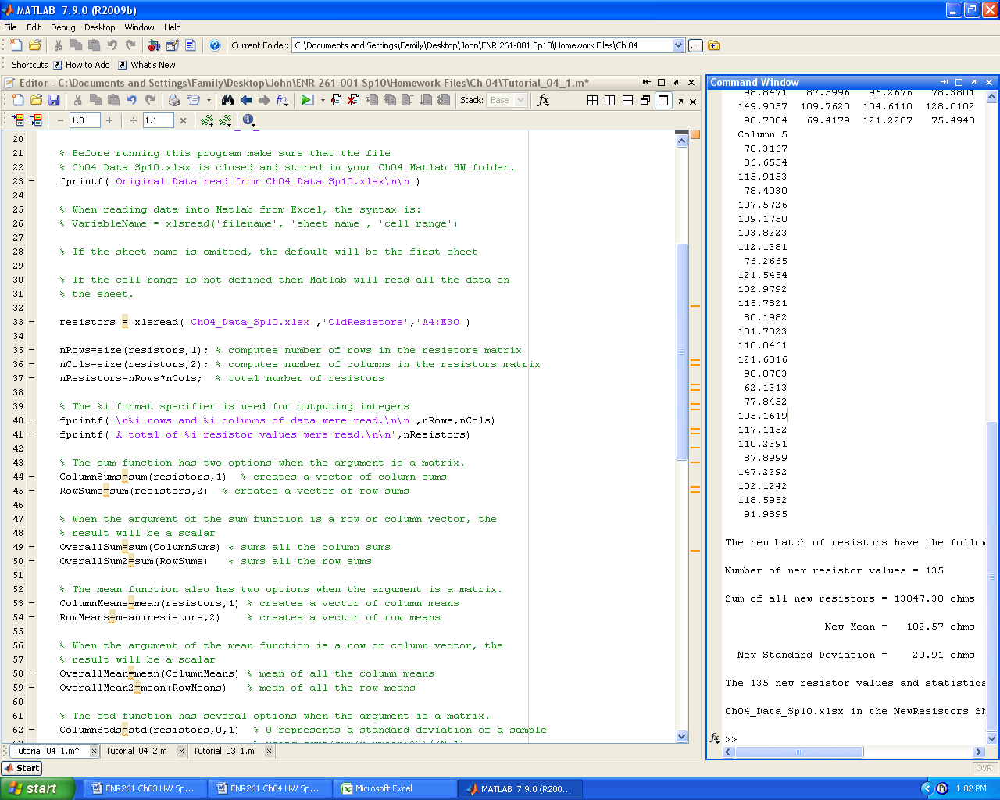 MATLAB 7.9.0 (R2009b)
File Edit Debug Desktop Window Help
Current Folder: C:\Documents and Settings\Family\Desktop\John\ENR 261-001 Sp10\Homework Files\Ch 04
Shortcuts How to Add What's New
Editor - C:\Documents and Settings\Family\Desktop\John\ENR 261-001 Sp10\Homework Files\Ch 04\Tutorial_04_1.m*
Stack: Base
1.0 1.1
20
21 % Before running this program make sure that the file
22 % Ch04_Data_Sp10.xlsx is closed and stored in your Ch04 Matlab HW folder.
23 – fprintf('Original Data read from Ch04_Data_Sp10.xlsx\n\n')
24
25 % When reading data into Matlab from Excel, the syntax is:
26 % VariableName = xlsread('filename', 'sheet name', 'cell range')
27
28 % If the sheet name is omitted, the default will be the first sheet
29
30 % If the cell range is not defined then Matlab will read all the data on
31 % the sheet.
32
33 – resistors = xlsread('Ch04_Data_Sp10.xlsx','OldResistors','A4:E30')
34
35 – nRows=size(resistors,1); % computes number of rows in the resistors matrix
36 – nCols=size(resistors,2); % computes number of columns in the resistors matrix
37 – nResistors=nRows*nCols; % total number of resistors
38
39 % The %i format specifier is used for outputing integers
40 – fprintf('\n%i rows and %i columns of data were read.\n\n',nRows,nCols)
41 – fprintf('A total of %i resistor values were read.\n\n',nResistors)
42
43 % The sum function has two options when the argument is a matrix.
44 – ColumnSums=sum(resistors,1) % creates a vector of column sums
45 – RowSums=sum(resistors,2) % creates a vector of row sums
46
47 % When the argument of the sum function is a row or column vector, the
48 % result will be a scalar
49 – OverallSum=sum(ColumnSums) % sums all the column sums
50 – OverallSum2=sum(RowSums) % sums all the row sums
51
52 % The mean function also has two options when the argument is a matrix.
53 – ColumnMeans=mean(resistors,1) % creates a vector of column means
54 – RowMeans=mean(resistors,2) % creates a vector of row means
55
56 % When the argument of the mean function is a row or column vector, the
57 % result will be a scalar
58 – OverallMean=mean(ColumnMeans) % mean of all the column means
59 – OverallMean2=mean(RowMeans) % mean of all the row means
60
61 % The std function has several options when the argument is a matrix.
62 – ColumnStds=std(resistors,0,1) % 0 represents a standard deviation of a sample
Tutorial_04_1.m* Tutorial_04_2.m Tutorial_03_1.m
Command Window
98.8471 87.5996 96.2676 78.3801
149.9057 109.7620 104.6110 128.0102
90.7804 69.4179 121.2287 75.4948
Column 5
78.3167
86.6554
115.9153
78.4030
107.5726
109.1750
103.8223
112.1381
76.2665
121.5454
102.9792
115.7821
80.1982
101.7023
118.8461
121.6816
98.8703
62.1313
77.8452
105.1619
117.1152
110.2391
87.8999
147.2292
102.1242
118.5952
91.9895
The new batch of resistors have the follow
Number of new resistor values = 135
Sum of all new resistors = 13847.30 ohms
New Mean = 102.57 ohms
New Standard Deviation = 20.91 ohms
The 135 new resistor values and statistics
Ch04_Data_Sp10.xlsx in the NewResistors Sh
fx >>
Start
OVR
start ENR261 Ch03 HW Sp... ENR261 Ch04 HW Sp... Microsoft Excel MATLAB 7.9.0 (R200... 1:02 PM